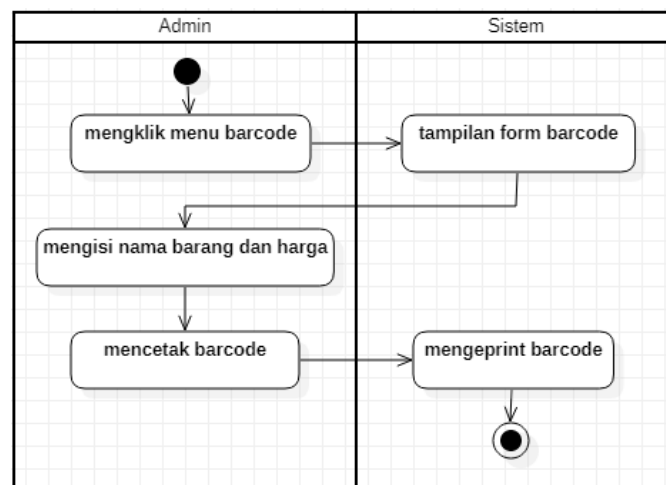 Admin
Sistem
mengklik menu barcode
tampilan form barcode
mengisi nama barang dan harga
mencetak barcode
mengeprint barcode